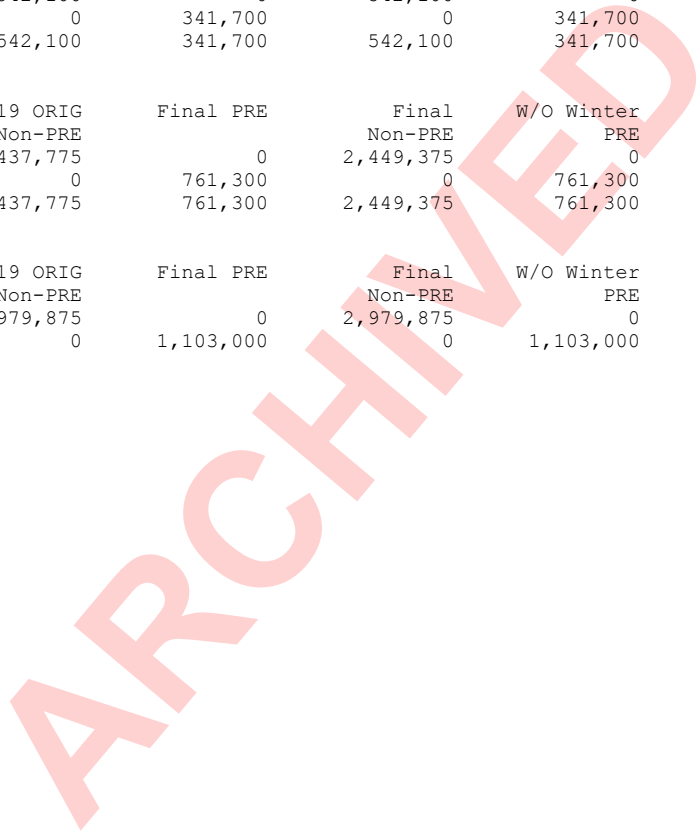 0 341,700 0 341,700
542,100 341,700 542,100 341,700
19 ORIG Final PRE Final W/O Winter
Non-PRE Non-PRE PRE
437,775 0 2,449,375 0
0 761,300 0 761,300
437,775 761,300 2,449,375 761,300
19 ORIG Final PRE Final W/O Winter
Non-PRE Non-PRE PRE
979,875 0 2,979,875 0
0 1,103,000 0 1,103,000
ARCHIVED